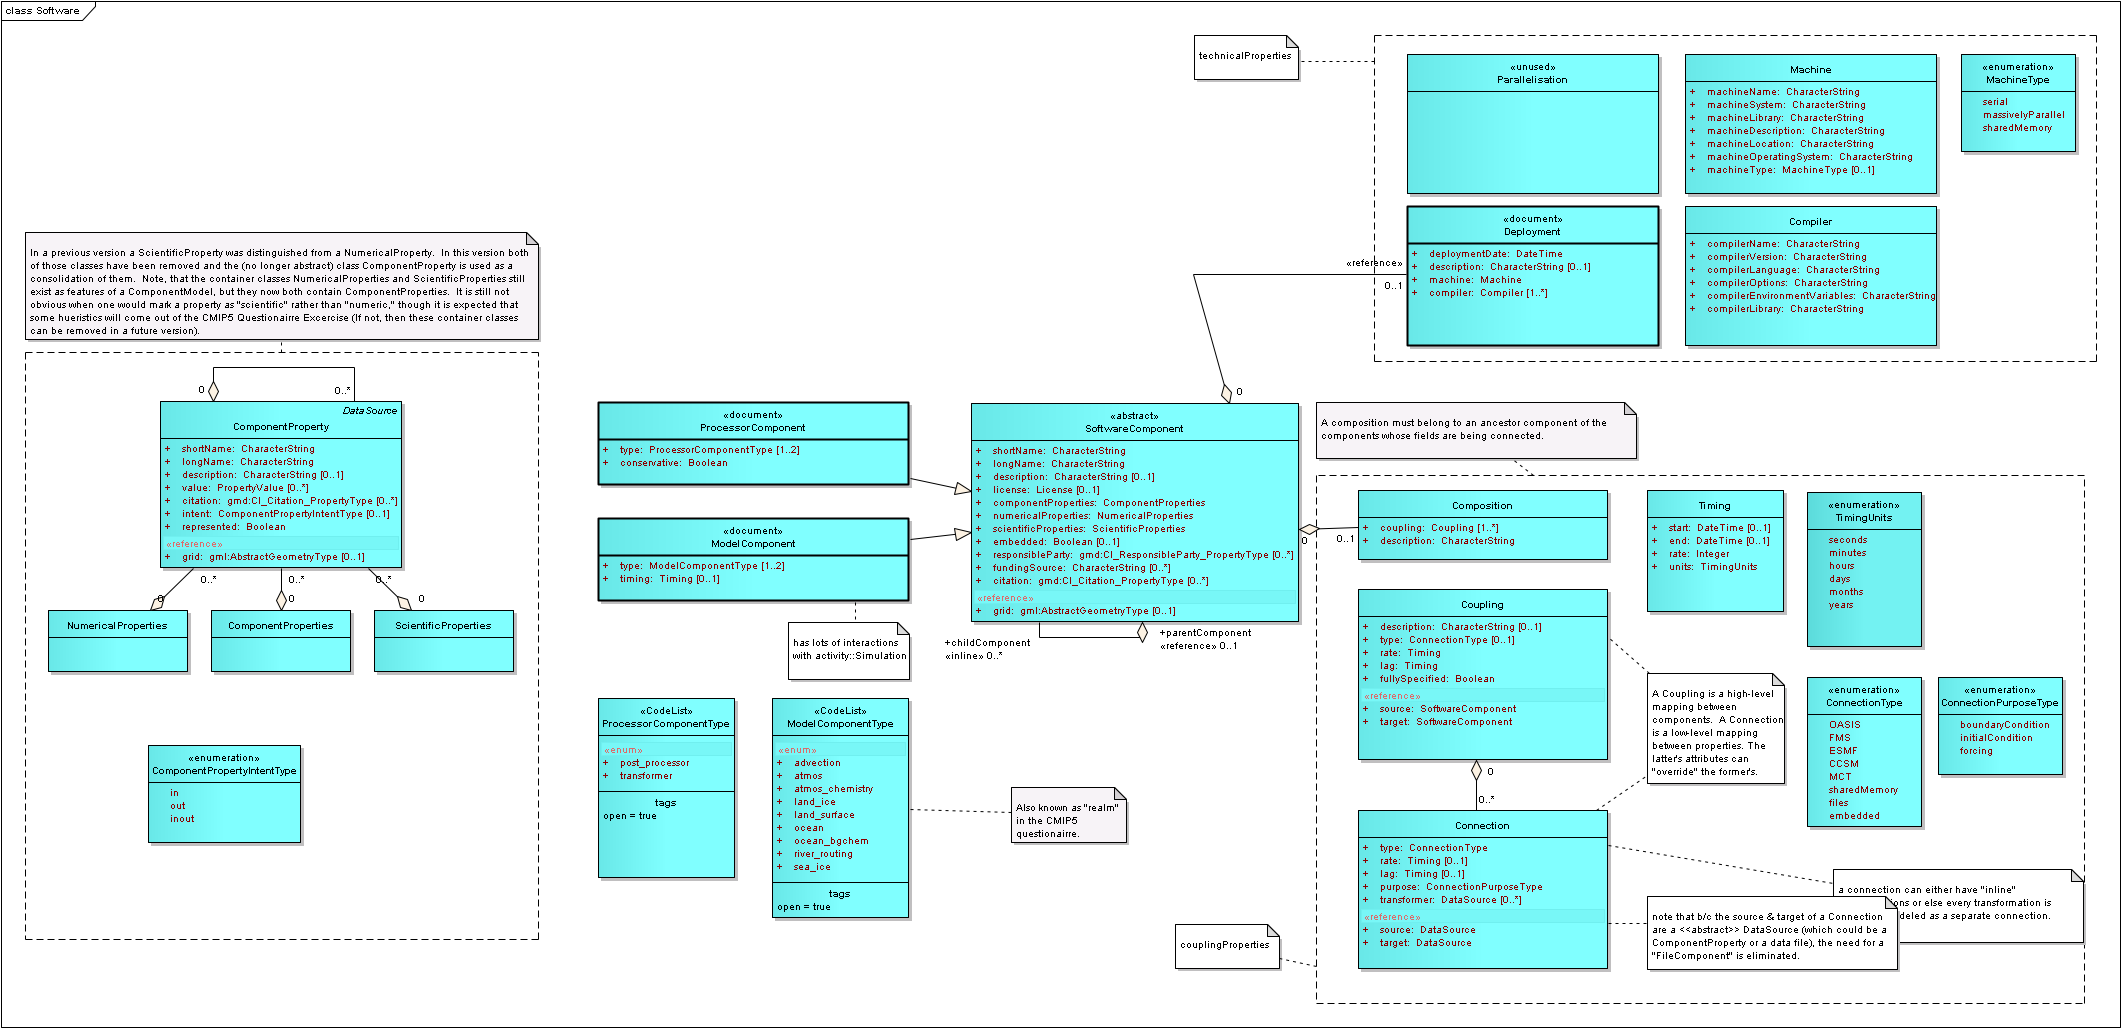 class Software
technicalProperties
«unused»
Parallelisation
Machine
+ machineName: CharacterString
+ machineSystem: CharacterString
+ machineLibrary: CharacterString
+ machineDescription: CharacterString
+ machineLocation: CharacterString
+ machineOperatingSystem: CharacterString
+ machineType: MachineType [0..1]
«enumeration»
MachineType
serial
massivelyParallel
sharedMemory
«document»
Deployment
+ deploymentDate: DateTime
+ description: CharacterString [0..1]
+ machine: Machine
+ compiler: Compiler [1..*]
Compiler
+ compilerName: CharacterString
+ compilerVersion: CharacterString
+ compilerLanguage: CharacterString
+ compilerOptions: CharacterString
+ compilerEnvironmentVariables: CharacterString
+ compilerLibrary: CharacterString
«reference»
0..1
0
In a previous version a ScientificProperty was distinguished from a NumericalProperty. In this version both
of those classes have been removed and the (no longer abstract) class ComponentProperty is used as a
consolidation of them. Note, that the container classes NumericalProperties and ScientificProperties still
exist as features of a ComponentModel, but they now both contain ComponentProperties. It is still not
obvious when one would mark a property as "scientific" rather than "numeric," though it is expected that
some hueristics will come out of the CMIP5 Questionairre Excercise (If not, then these container classes
can be removed in a future version).
0
0..*
DataSource
ComponentProperty
+ shortName: CharacterString
+ longName: CharacterString
+ description: CharacterString [0..1]
+ value: PropertyValue [0..*]
+ citation: gmd:CI_Citation_PropertyType [0..*]
+ intent: ComponentPropertyIntentType [0..1]
+ represented: Boolean
«reference»
+ grid: gml:AbstractGeometryType [0..1]
0..*
0..*
0..*
0
0
0
NumericalProperties
ComponentProperties
ScientificProperties
«enumeration»
ComponentPropertyIntentType
in
out
inout
«document»
ProcessorComponent
+ type: ProcessorComponentType [1..2]
+ conservative: Boolean
«document»
ModelComponent
+ type: ModelComponentType [1..2]
+ timing: Timing [0..1]
has lots of interactions
with activity::Simulation
«abstract»
SoftwareComponent
+ shortName: CharacterString
+ longName: CharacterString
+ description: CharacterString [0..1]
+ license: License [0..1]
+ componentProperties: ComponentProperties
+ numericalProperties: NumericalProperties
+ scientificProperties: ScientificProperties
+ embedded: Boolean [0..1]
+ responsibleParty: gmd:CI_ResponsibleParty_PropertyType [0..*]
+ fundingSource: CharacterString [0..*]
+ citation: gmd:CI_Citation_PropertyType [0..*]
«reference»
+ grid: gml:AbstractGeometryType [0..1]
+childComponent
«inline» 0..*
+parentComponent
«reference» 0..1
«CodeList»
ProcessorComponentType
«enum»
+ post_processor
+ transformer
tags
open = true
«CodeList»
ModelComponentType
«enum»
+ advection
+ atmos
+ atmos_chemistry
+ land_ice
+ land_surface
+ ocean
+ ocean_bgchem
+ river_routing
+ sea_ice
tags
open = true
Also known as "realm"
in the CMIP5
questionairre.
A composition must belong to an ancestor component of the
components whose fields are being connected.
0
0..1
Composition
+ coupling: Coupling [1..*]
+ description: CharacterString
Timing
+ start: DateTime [0..1]
+ end: DateTime [0..1]
+ rate: Integer
+ units: TimingUnits
«enumeration»
TimingUnits
seconds
minutes
hours
days
months
years
Coupling
+ description: CharacterString [0..1]
+ type: ConnectionType [0..1]
+ rate: Timing
+ lag: Timing
+ fullySpecified: Boolean
«reference»
+ source: SoftwareComponent
+ target: SoftwareComponent
0
0..*
A Coupling is a high-level
mapping between
components. A Connection
is a low-level mapping
between properties. The
latter's attributes can
"override" the former's.
«enumeration»
ConnectionType
OASIS
FMS
ESMF
CCSM
MCT
sharedMemory
files
embedded
«enumeration»
ConnectionPurposeType
boundaryCondition
initialCondition
forcing
Connection
+ type: ConnectionType
+ rate: Timing [0..1]
+ lag: Timing [0..1]
+ purpose: ConnectionPurposeType
+ transformer: DataSource [0..*]
«reference»
+ source: DataSource
+ target: DataSource
a connection can either have "inline"
or else every transformation is
as a separate connection.
note that b/c the source & target of a Connection
are a <<abstract>> DataSource (which could be a
ComponentProperty or a data file), the need for a
"FileComponent" is eliminated.
couplingProperties